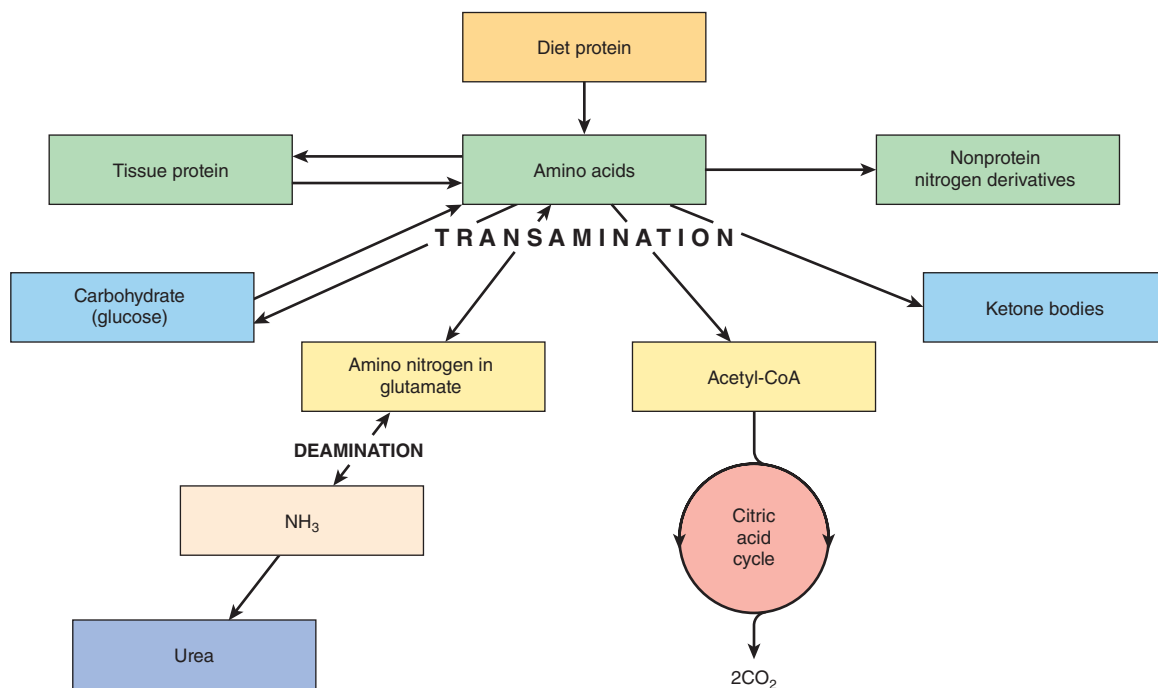 Diet protein
Tissue protein
Amino acids
Nonprotein
nitrogen derivatives
TRANSAMINATION
Carbohydrate
(glucose)
Ketone bodies
Amino nitrogen in
glutamate
Acetyl-CoA
DEAMINATION
NH₃
Citric
acid
cycle
Urea
2CO₂